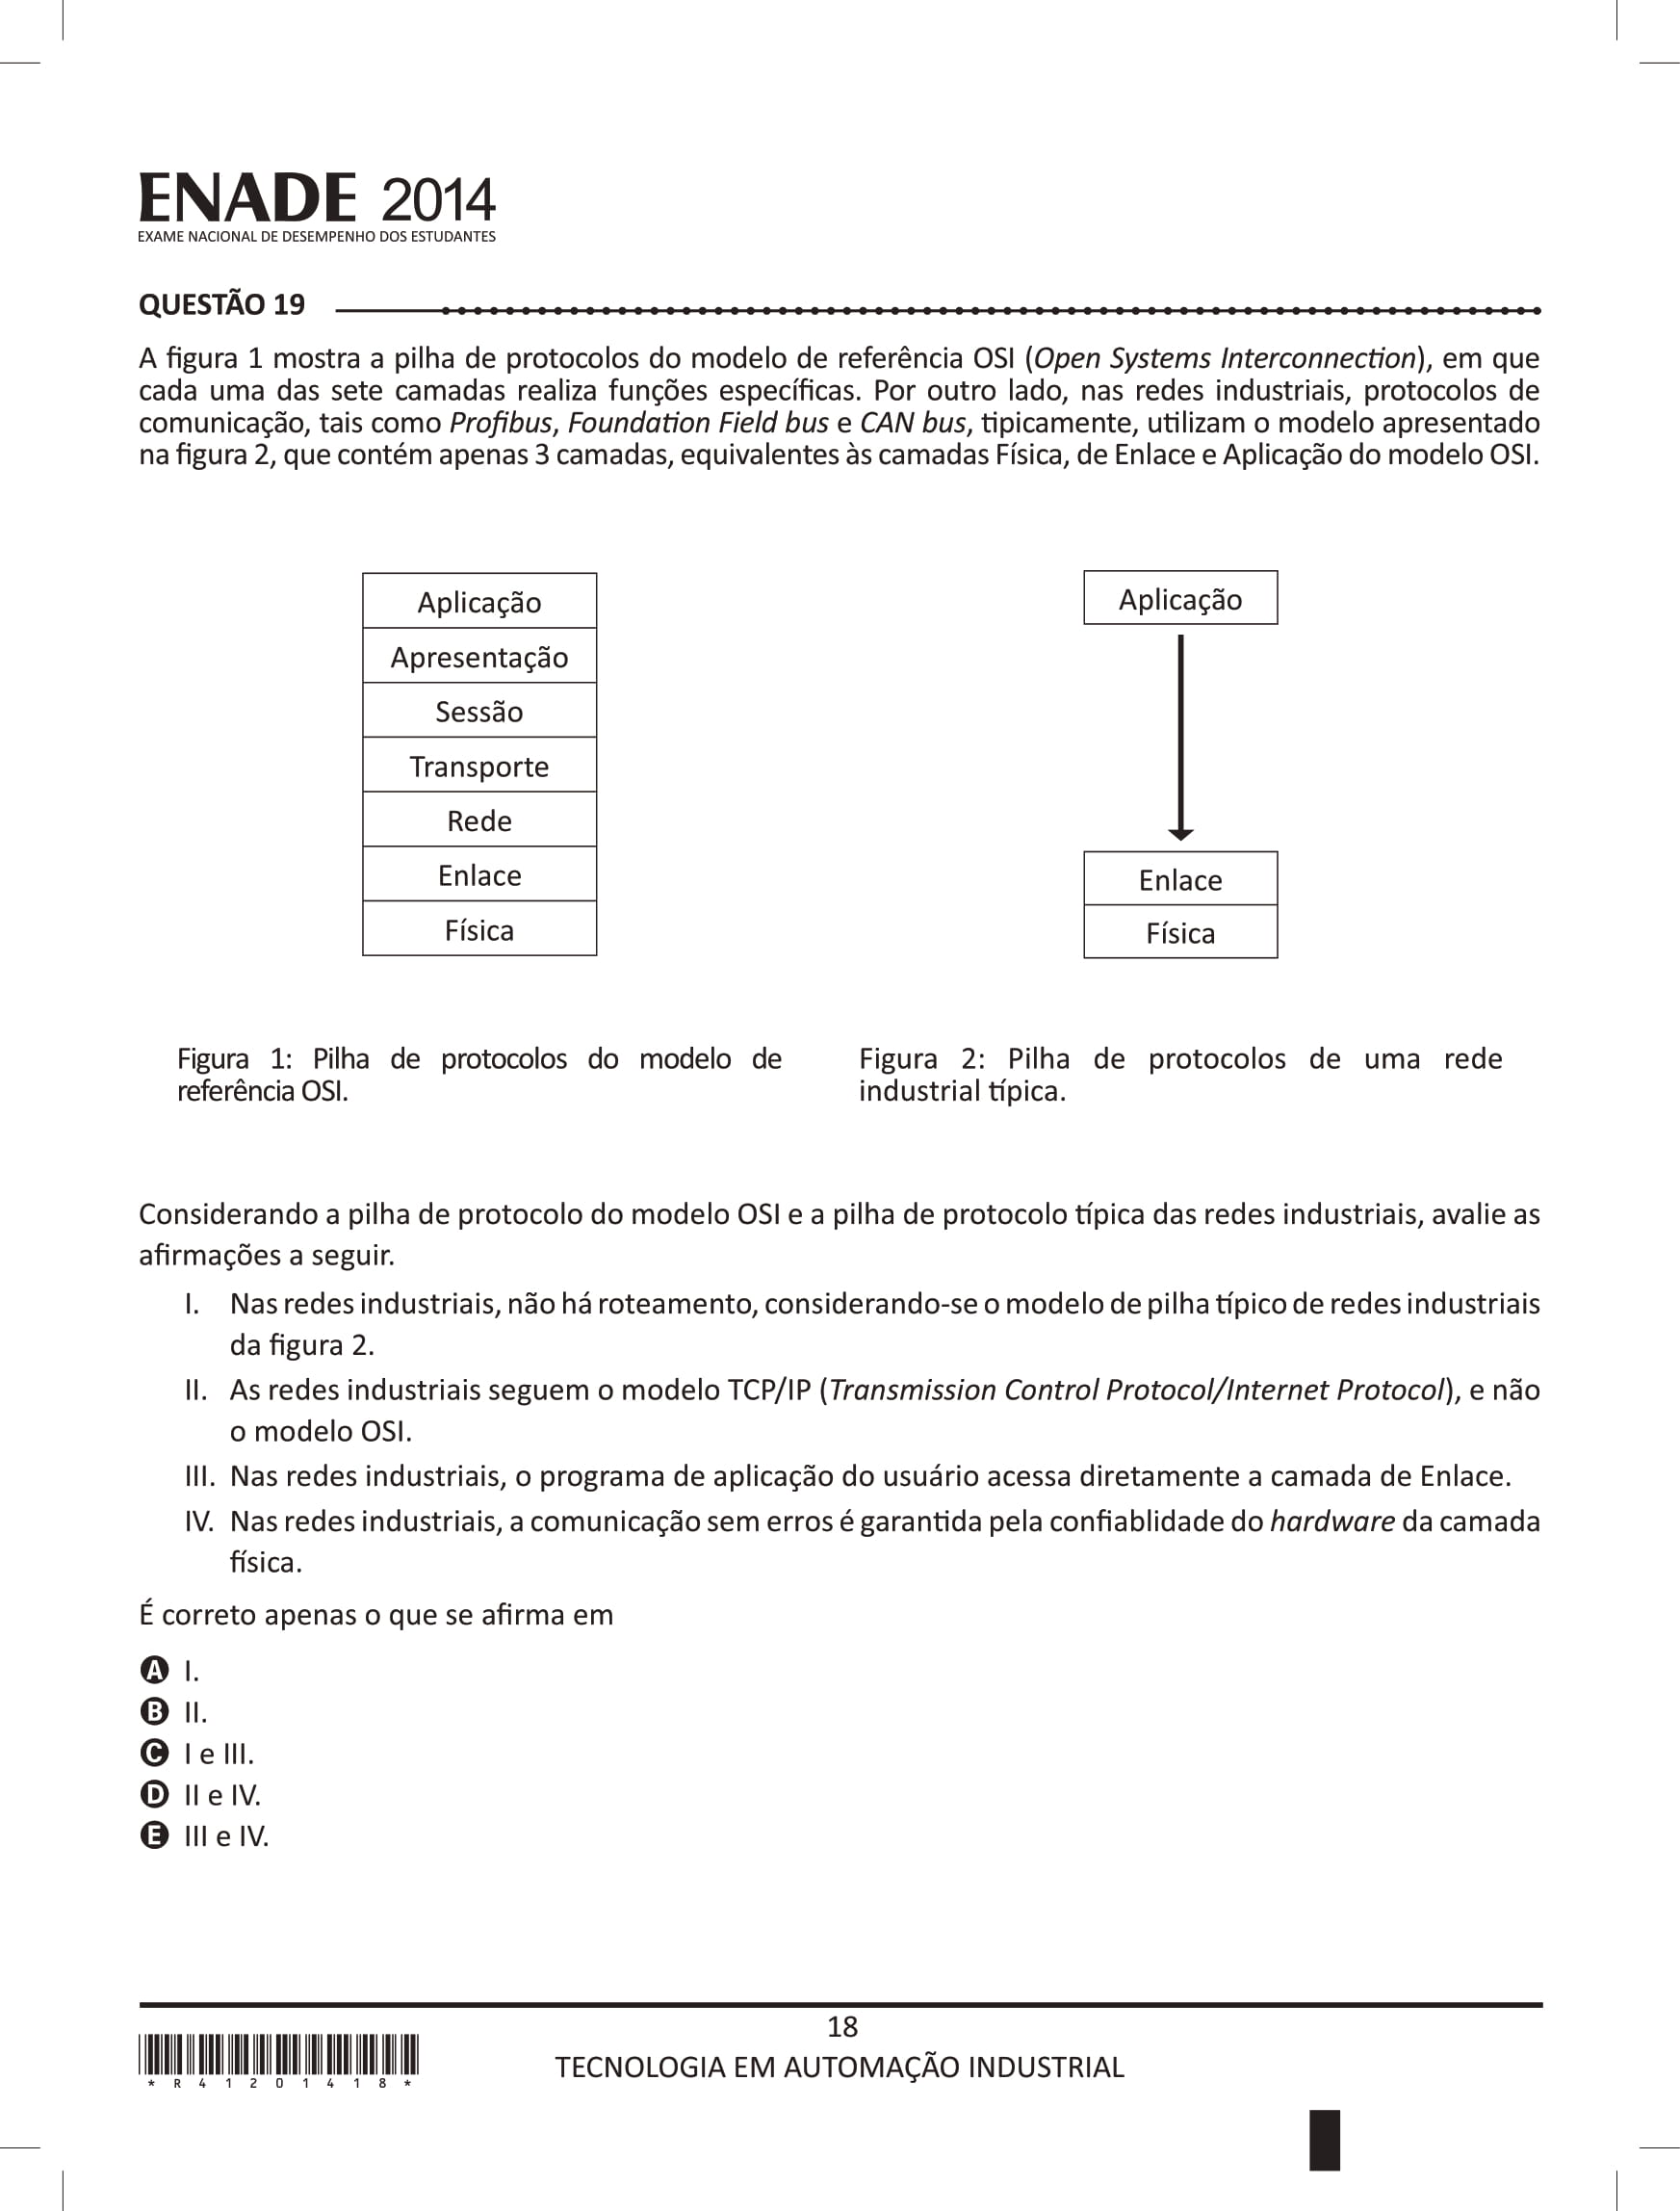 ENADE 2014
EXAME NACIONAL DE DESEMPENHO DOS ESTUDANTES
QUESTÃO 19
A figura 1 mostra a pilha de protocolos do modelo de referência OSI (Open Systems Interconnection), em que
cada uma das sete camadas realiza funções específicas. Por outro lado, nas redes industriais, protocolos de
comunicação, tais como Profibus, Foundation Field bus e CAN bus, tipicamente, utilizam o modelo apresentado
na figura 2, que contém apenas 3 camadas, equivalentes às camadas Física, de Enlace e Aplicação do modelo OSI.
Aplicação
Apresentação
Sessão
Transporte
Rede
Enlace
Física
Aplicação
Enlace
Física
Figura 1: Pilha de protocolos do modelo de
referência OSI.
Figura 2: Pilha de protocolos de uma rede
industrial típica.
Considerando a pilha de protocolo do modelo OSI e a pilha de protocolo típica das redes industriais, avalie as
afirmações a seguir.
I. Nas redes industriais, não há roteamento, considerando-se o modelo de pilha típico de redes industriais
da figura 2.
II. As redes industriais seguem o modelo TCP/IP (Transmission Control Protocol/Internet Protocol), e não
o modelo OSI.
III. Nas redes industriais, o programa de aplicação do usuário acessa diretamente a camada de Enlace.
IV. Nas redes industriais, a comunicação sem erros é garantida pela confiablidade do hardware da camada
física.
É correto apenas o que se afirma em
A I.
B II.
C I e III.
D II e IV.
E III e IV.
18
TECNOLOGIA EM AUTOMAÇÃO INDUSTRIAL
* R 4 1 2 0 1 4 1 8 *